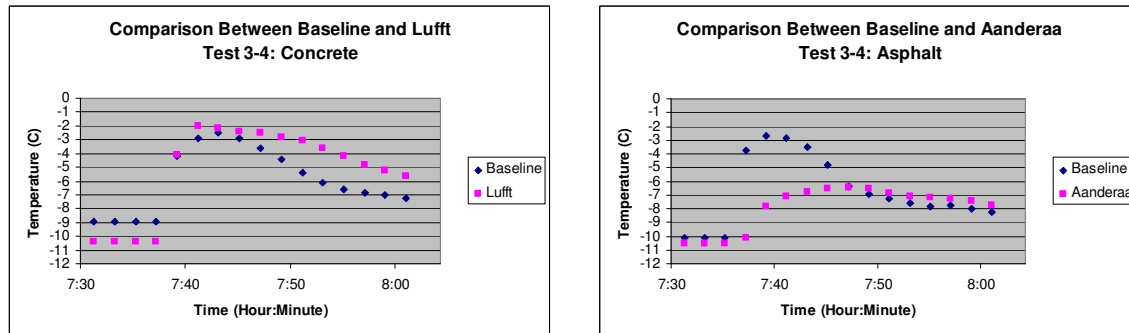 Comparison Between Baseline and Lufft
Test 3-4: Concrete
0
-1
-2
-3
-4
-5
-6
-7
-8
-9
-10
-11
-12
Temperature (C)
7:30
7:40
7:50
8:00
Time (Hour:Minute)
Baseline
Lufft
Comparison Between Baseline and Aanderaa
Test 3-4: Asphalt
0
-1
-2
-3
-4
-5
-6
-7
-8
-9
-10
-11
-12
Temperature (C)
7:30
7:40
7:50
8:00
Time (Hour:Minute)
Baseline
Aanderaa